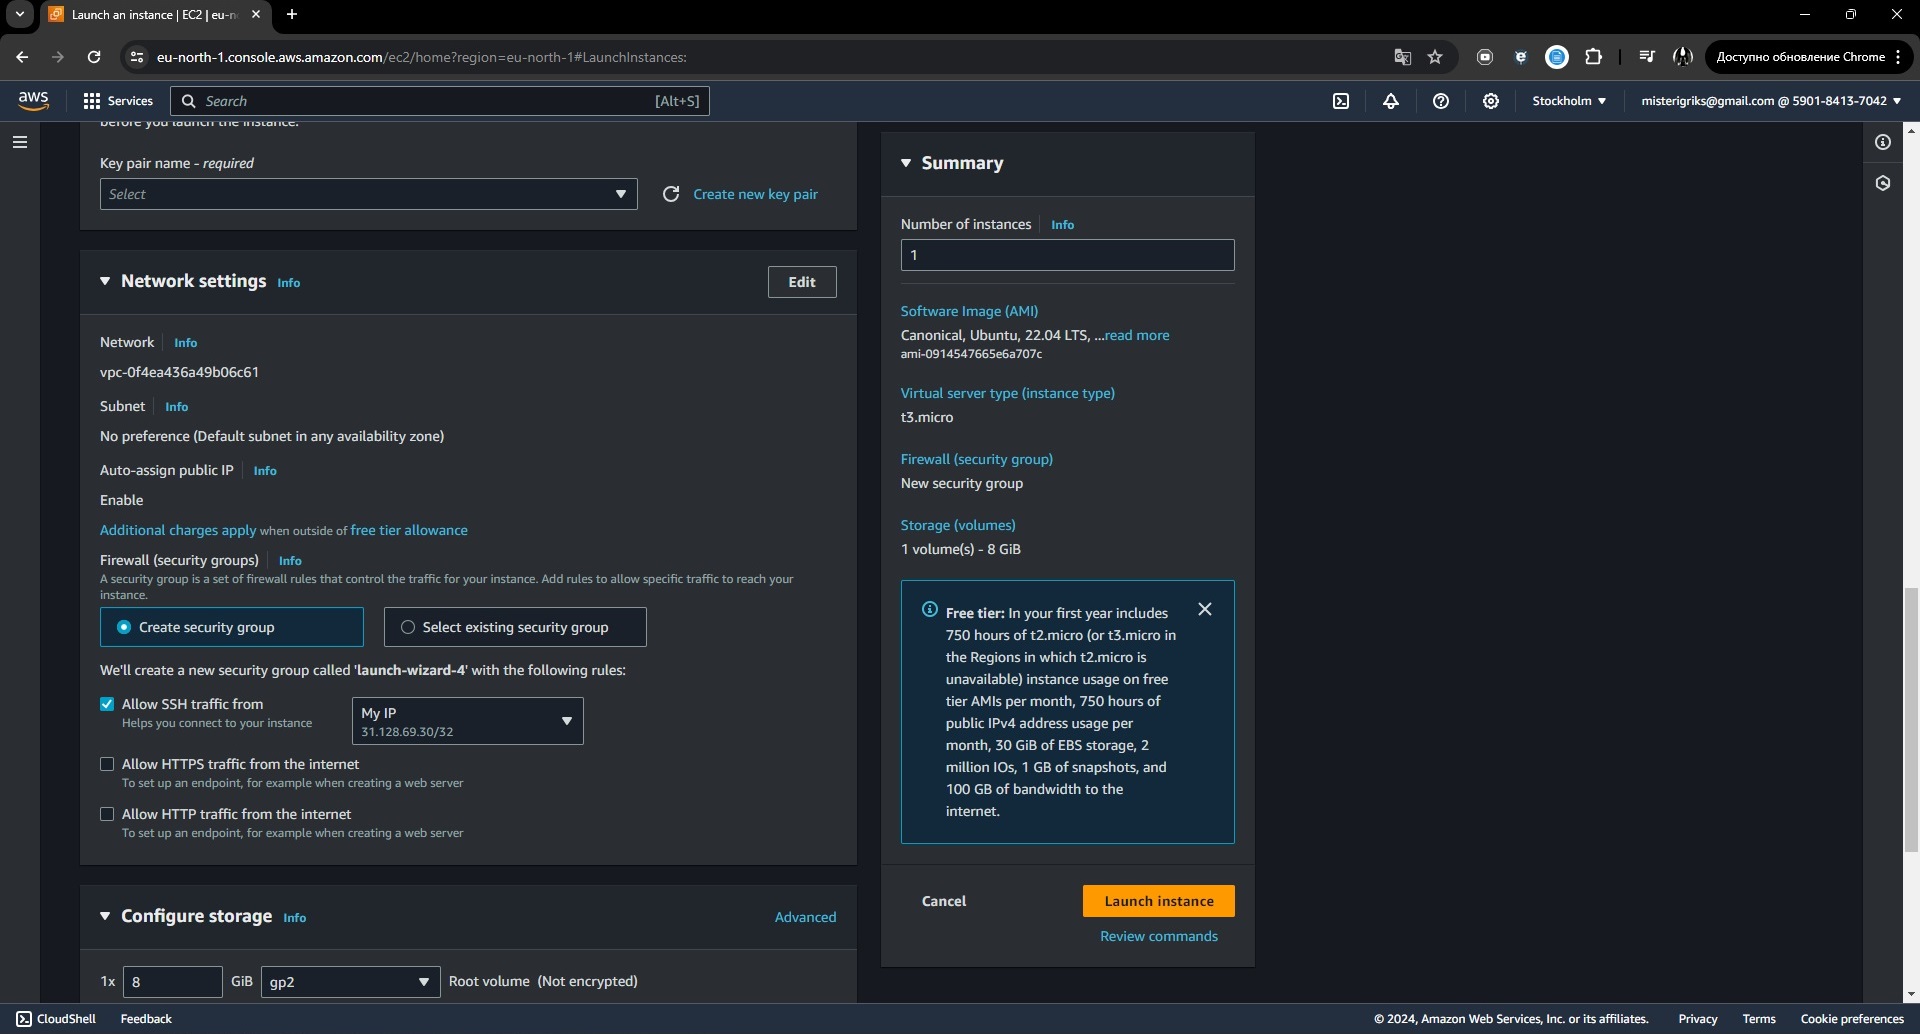 Launch an instance | EC2 | eu-n
eu-north-1.console.aws.amazon.com/ec2/home?region=eu-north-1#LaunchInstances:
Доступно обновление Chrome
aws
Services
Search
[Alt+S]
Stockholm
misterigriks@gmail.com @ 5901-8413-7042
before you launch the instance.
Key pair name - required
Select
Create new key pair
Network settings Info
Edit
Network Info
vpc-0f4ea436a49b06c61
Subnet Info
No preference (Default subnet in any availability zone)
Auto-assign public IP Info
Enable
Additional charges apply when outside of free tier allowance
Firewall (security groups) Info
A security group is a set of firewall rules that control the traffic for your instance. Add rules to allow specific traffic to reach your
instance.
Create security group
Select existing security group
We'll create a new security group called 'launch-wizard-4' with the following rules:
Allow SSH traffic from
Helps you connect to your instance
My IP
31.128.69.30/32
Allow HTTPS traffic from the internet
To set up an endpoint, for example when creating a web server
Allow HTTP traffic from the internet
To set up an endpoint, for example when creating a web server
Configure storage Info
Advanced
1x 8 GiB gp2 Root volume (Not encrypted)
Summary
Number of instances Info
1
Software Image (AMI)
Canonical, Ubuntu, 22.04 LTS, ...read more
ami-0914547665e6a707c
Virtual server type (instance type)
t3.micro
Firewall (security group)
New security group
Storage (volumes)
1 volume(s) - 8 GiB
Free tier: In your first year includes
750 hours of t2.micro (or t3.micro in
the Regions in which t2.micro is
unavailable) instance usage on free
tier AMIs per month, 750 hours of
public IPv4 address usage per
month, 30 GiB of EBS storage, 2
million IOs, 1 GB of snapshots, and
100 GB of bandwidth to the
internet.
Cancel
Launch instance
Review commands
CloudShell
Feedback
© 2024, Amazon Web Services, Inc. or its affiliates.
Privacy
Terms
Cookie preferences